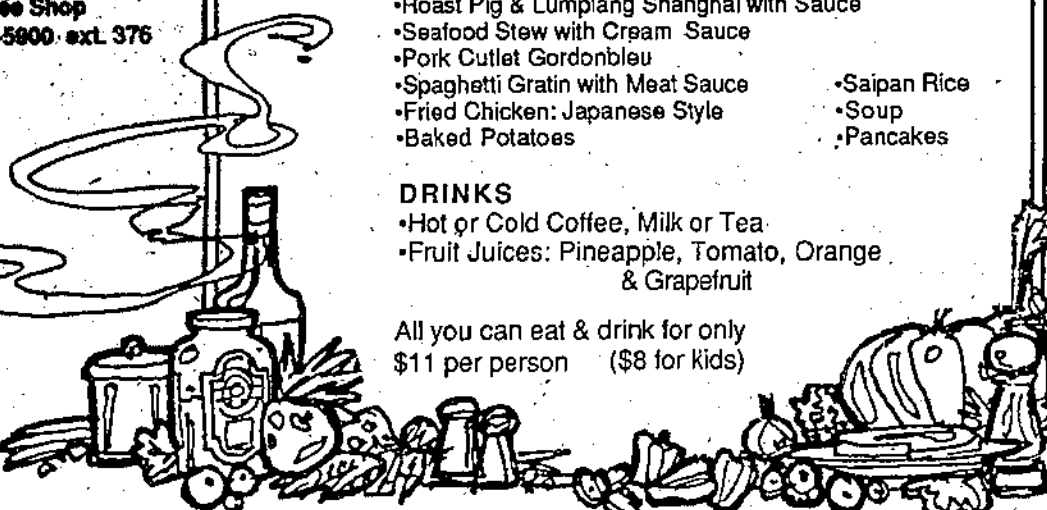 Shop
-5900 ext. 376
•Roast Pig & Lumpiang Shanghai with Sauce
•Seafood Stew with Cream Sauce
•Pork Cutlet Gordonbleu
•Spaghetti Gratin with Meat Sauce
•Fried Chicken: Japanese Style
•Baked Potatoes
•Saipan Rice
•Soup
•Pancakes
DRINKS
•Hot or Cold Coffee, Milk or Tea
•Fruit Juices: Pineapple, Tomato, Orange
& Grapefruit
All you can eat & drink for only
$11 per person ($8 for kids)